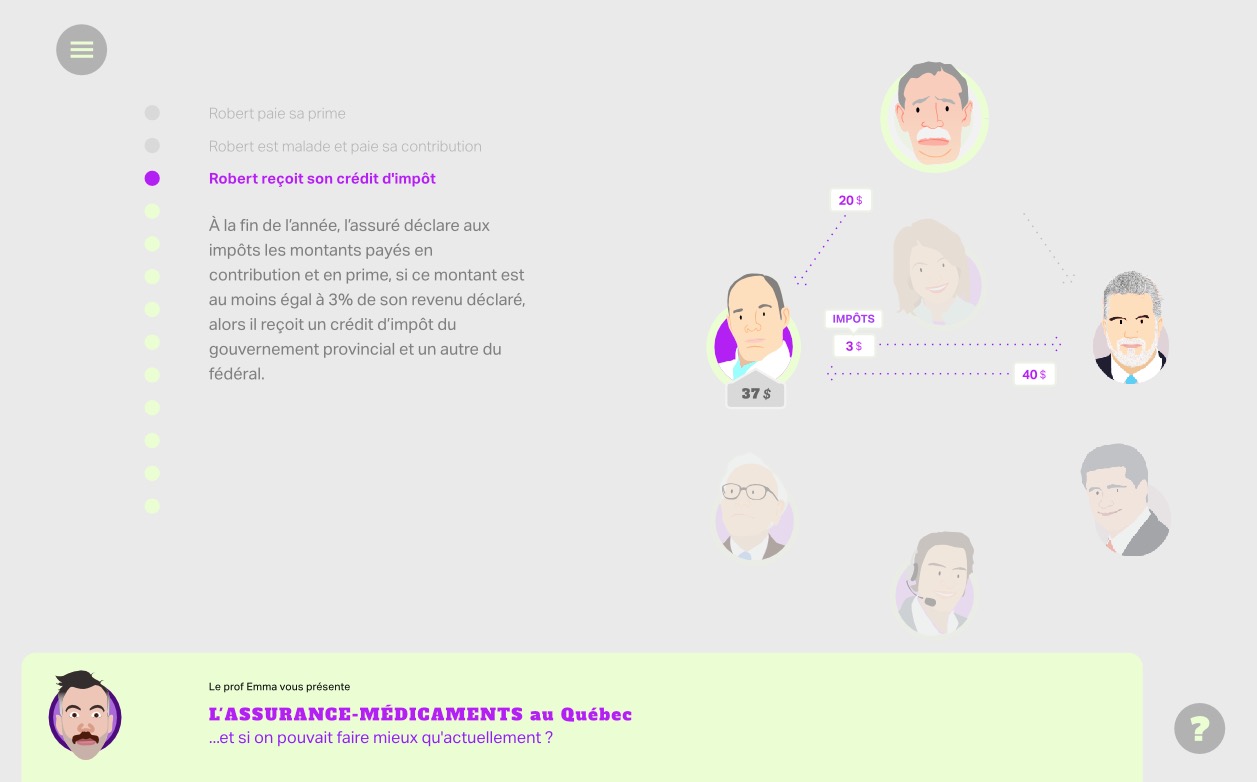 Robert paie sa prime
Robert est malade et paie sa contribution
Robert reçoit son crédit d'impôt
À la fin de l’année, l’assuré déclare aux
impôts les montants payés en
contribution et en prime, si ce montant est
au moins égal à 3% de son revenu déclaré,
alors il reçoit un crédit d’impôt du
gouvernement provincial et un autre du
fédéral.
20 $
IMPÔTS
3 $
40 $
37 $
Le prof Emma vous présente
L’ASSURANCE-MÉDICAMENTS au Québec
...et si on pouvait faire mieux qu'actuellement ?
?